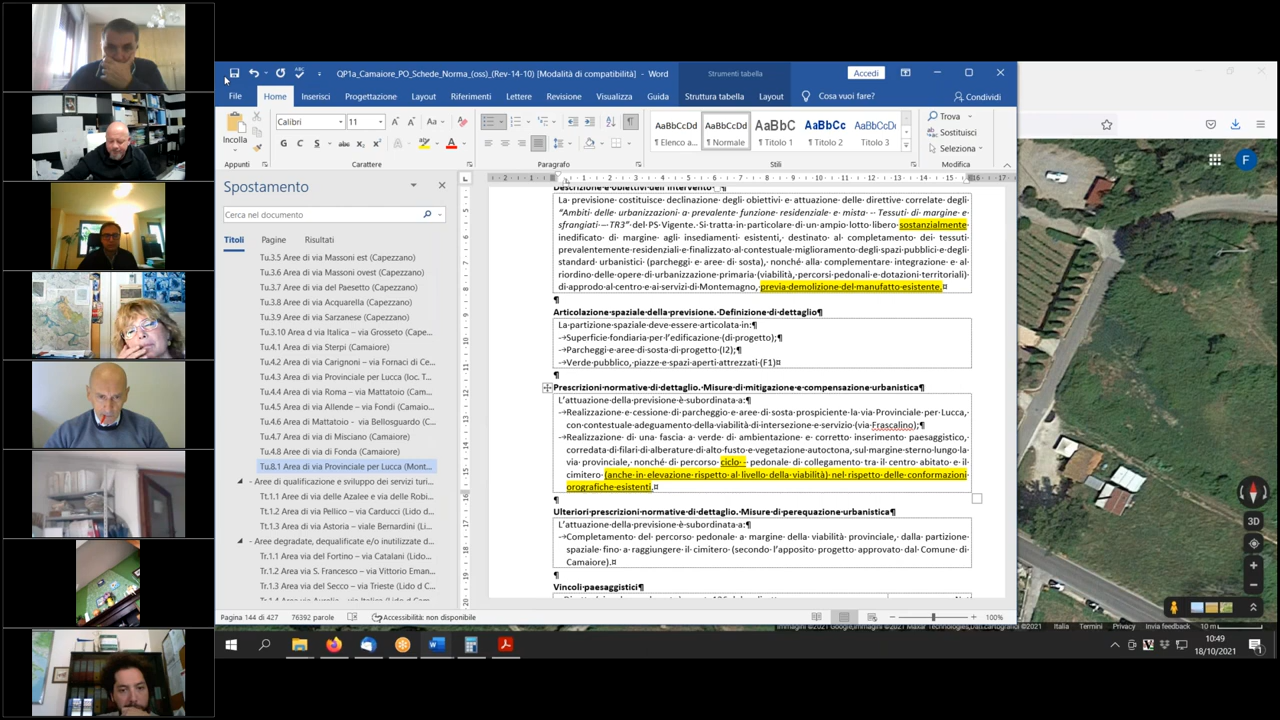 QP1a_Camaiore_PO_Schede_Norma_(oss)_(Rev-14-10) [Modalità di compatibilità] - Word
Strumenti tabella
Accedi
File Home Inserisci Progettazione Layout Riferimenti Lettere Revisione Visualizza Guida Struttura tabella Layout Cosa vuoi fare? Condividi
Incolla
Calibri 11
G C S
AaBbCcDd AaBbCcDd AaBbC AaBbCc AaBbCcD
¶ Elenco a... ¶ Normale Titolo 1 ¶ Titolo 2 Titolo 3
Trova
Sostituisci
Seleziona
Appunti Carattere Paragrafo Stili Modifica
Spostamento
Cerca nel documento
Titoli Pagine Risultati
Tu.3.5 Aree di via Massoni est (Capezzano)
Tu.3.6 Aree di via Massoni ovest (Capezzano)
Tu.3.7 Aree di via del Paesetto (Capezzano)
Tu.3.8 Area di via Acquarella (Capezzano)
Tu.3.9 Area di via Sarzanese (Capezzano)
Tu.3.10 Area d via Italica – via Grosseto (Cape...
Tu.4.1 Area di via Sterpi (Camaiore)
Tu.4.2 Area di via Carignoni – via Fornaci di Ce...
Tu.4.3 Area di via Provinciale per Lucca (loc. T...
Tu.4.4 Area di via Roma – via Mattatoio (Cam...
Tu.4.5 Area di via Allende – via Fondi (Camaior...
Tu.4.6 Area di Mattatoio – via Bellosguardo (C...
Tu.4.7 Area di via di Misciano (Camaiore)
Tu.4.8 Area di via di Fonda (Camaiore)
Tu.8.1 Area di via Provinciale per Lucca (Mont...
Aree di qualificazione e sviluppo dei servizi turi...
Tt.1.1 Area di via delle Azalee e via delle Robi...
Tt.1.2 Area di via Pellico – via Carducci (Lido d...
Tt.1.3 Area di via Astoria – viale Bernardini (Li...
Aree degradate, dequalificate e/o inutilizzate d...
Tr.1.1 Area di via del Fortino – via Catalani (Lido...
Tr.1.2 Area via S. Francesco – via Vittorio Eman...
Tr.1.3 Area di via del Secco – via Trieste (Lido d C...
Descrizione e obiettivi dell'intervento
La previsione costituisce declinazione degli obiettivi e attuazione delle direttive correlate degli
“Ambiti delle urbanizzazioni a prevalente funzione residenziale e mista – Tessuti di margine e
sfrangiati – TR3” del PS Vigente. Si tratta in particolare di un ampio lotto libero sostanzialmente
inedificato di margine agli insediamenti esistenti, destinato al completamento dei tessuti
prevalentemente residenziali e finalizzato al contestuale miglioramento degli spazi pubblici e degli
standard urbanistici (parcheggi e aree di sosta), nonché alla complementare integrazione e al
riordino delle opere di urbanizzazione primaria (viabilità, percorsi pedonali e dotazioni territoriali)
di approdo al centro e ai servizi di Montemagno, previa demolizione del manufatto esistente.¤
¶
Articolazione spaziale della previsione. Definizione di dettaglio¶
La partizione spaziale deve essere articolata in:¶
→Superficie fondiaria per l'edificazione (di progetto);¶
→Parcheggi e aree di sosta di progetto (I2);¶
→Verde pubblico, piazze e spazi aperti attrezzati (F1)¤
¶
Prescrizioni normative di dettaglio. Misure di mitigazione e compensazione urbanistica¶
L'attuazione della previsione è subordinata a:¶
→Realizzazione e cessione di parcheggio e aree di sosta prospiciente la via Provinciale per Lucca,
con contestuale adeguamento della viabilità di intersezione e servizio (via Frascalino);¶
→Realizzazione di una fascia a verde di ambientazione e corretto inserimento paesaggistico,
corredata di filari di alberature di alto fusto e vegetazione autoctona, sul margine sterno lungo la
via provinciale, nonché di percorso ciclo - pedonale di collegamento tra il centro abitato e il
cimitero (anche in elevazione rispetto al livello della viabilità) nel rispetto delle conformazioni
orografiche esistenti.¤
¶
Ulteriori prescrizioni normative di dettaglio. Misure di perequazione urbanistica¶
L'attuazione della previsione è subordinata a:¶
→Completamento del percorso pedonale a margine della viabilità provinciale, dalla partizione
spaziale fino a raggiungere il cimitero (secondo l'apposito progetto approvato dal Comune di
Camaiore).¤
¶
Vincoli paesaggistici¶
Pagina 144 di 427 76392 parole Accessibilità: non disponibile 100%
F
3D
Immagini ©2021 Google, Maxar Technologies, Dati cartografici ©2021 Italia Termini Privacy Invia feedback 10 m
10:49
18/10/2021